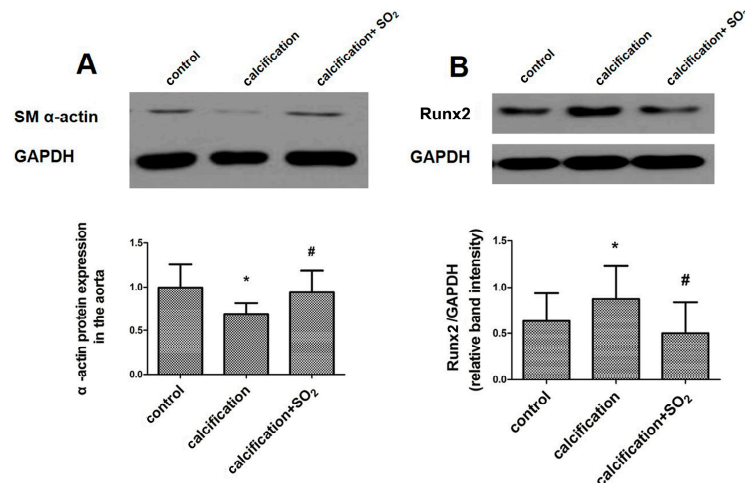 A
control
calcification
calcification+ SO₂
SM α-actin
GAPDH
α -actin protein expression
in the aorta
1.5
1.0
0.5
0.0
*
#
control
calcification
calcification+SO₂
B
control
calcification
calcification+ SO₂
Runx2
GAPDH
Runx2/GAPDH
(relative band intensity)
1.5
1.0
0.5
0.0
*
#
control
calcification
calcification+SO₂